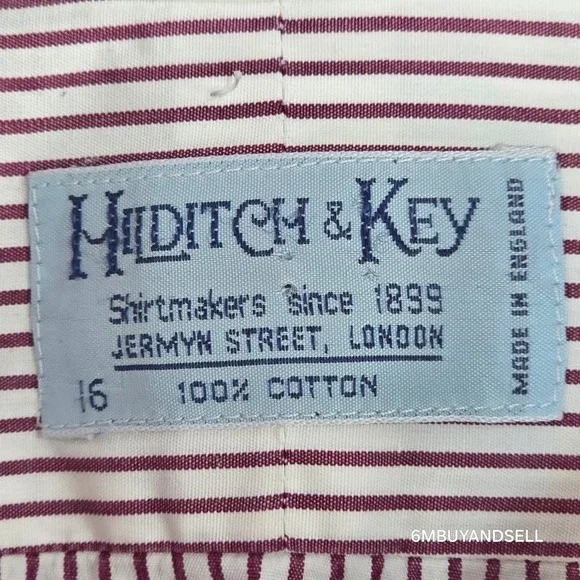 HILDITCH & KEY
Shirtmakers since 1899
JERMYN STREET, LONDON
16 100% COTTON
MADE IN ENGLAND
6MBUYANDSELL